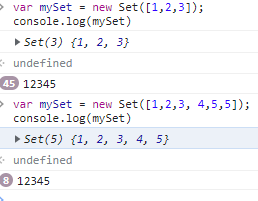 var mySet = new Set([1,2,3]);
console.log(mySet)
Set(3) {1, 2, 3}
undefined
45 12345
var mySet = new Set([1,2,3, 4,5,5]);
console.log(mySet)
Set(5) {1, 2, 3, 4, 5}
undefined
8 12345